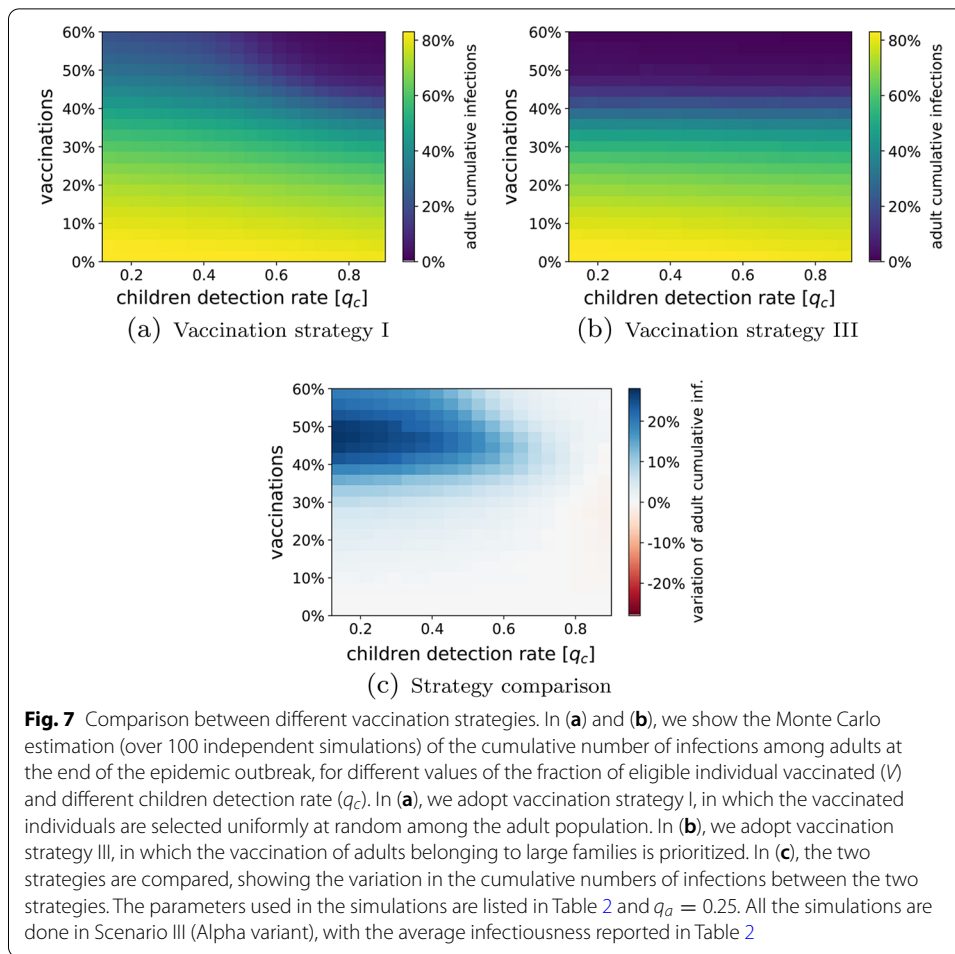 60%
50%
40%
30%
20%
10%
0%
vaccinations
0.2 0.4 0.6 0.8
children detection rate [q_c]
80%
60%
40%
20%
0%
adult cumulative infections
(a) Vaccination strategy I
60%
50%
40%
30%
20%
10%
0%
vaccinations
0.2 0.4 0.6 0.8
children detection rate [q_c]
80%
60%
40%
20%
0%
adult cumulative infections
(b) Vaccination strategy III
60%
50%
40%
30%
20%
10%
0%
vaccinations
0.2 0.4 0.6 0.8
children detection rate [q_c]
20%
10%
0%
-10%
-20%
variation of adult cumulative inf.
(c) Strategy comparison
Fig. 7 Comparison between different vaccination strategies. In (a) and (b), we show the Monte Carlo
estimation (over 100 independent simulations) of the cumulative number of infections among adults at
the end of the epidemic outbreak, for different values of the fraction of eligible individual vaccinated (V)
and different children detection rate (q_c). In (a), we adopt vaccination strategy I, in which the vaccinated
individuals are selected uniformly at random among the adult population. In (b), we adopt vaccination
strategy III, in which the vaccination of adults belonging to large families is prioritized. In (c), the two
strategies are compared, showing the variation in the cumulative numbers of infections between the two
strategies. The parameters used in the simulations are listed in Table 2 and q_a = 0.25. All the simulations are
done in Scenario III (Alpha variant), with the average infectiousness reported in Table 2